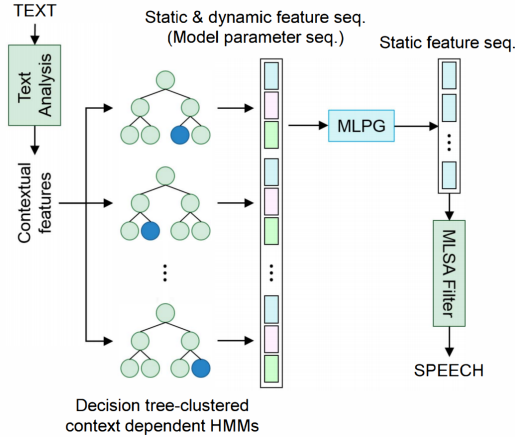 TEXT
Text
Analysis
Contextual
features
Static & dynamic feature seq.
(Model parameter seq.)
MLPG
Static feature seq.
MLSA Filter
SPEECH
Decision tree-clustered
context dependent HMMs